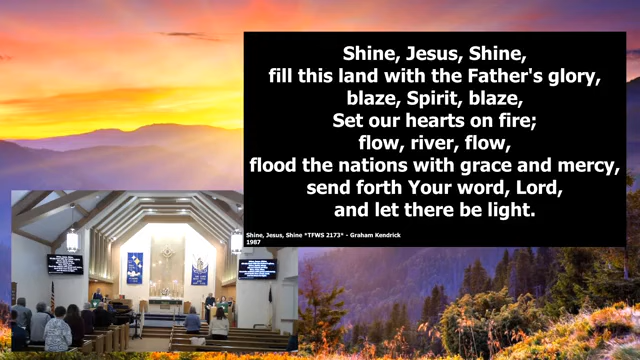 Shine, Jesus, Shine,
fill this land with the Father's glory,
blaze, Spirit, blaze,
Set our hearts on fire;
flow, river, flow,
flood the nations with grace and mercy,
send forth Your word, Lord,
and let there be light.
Shine, Jesus, Shine *TFWS 2173* - Graham Kendrick
1987